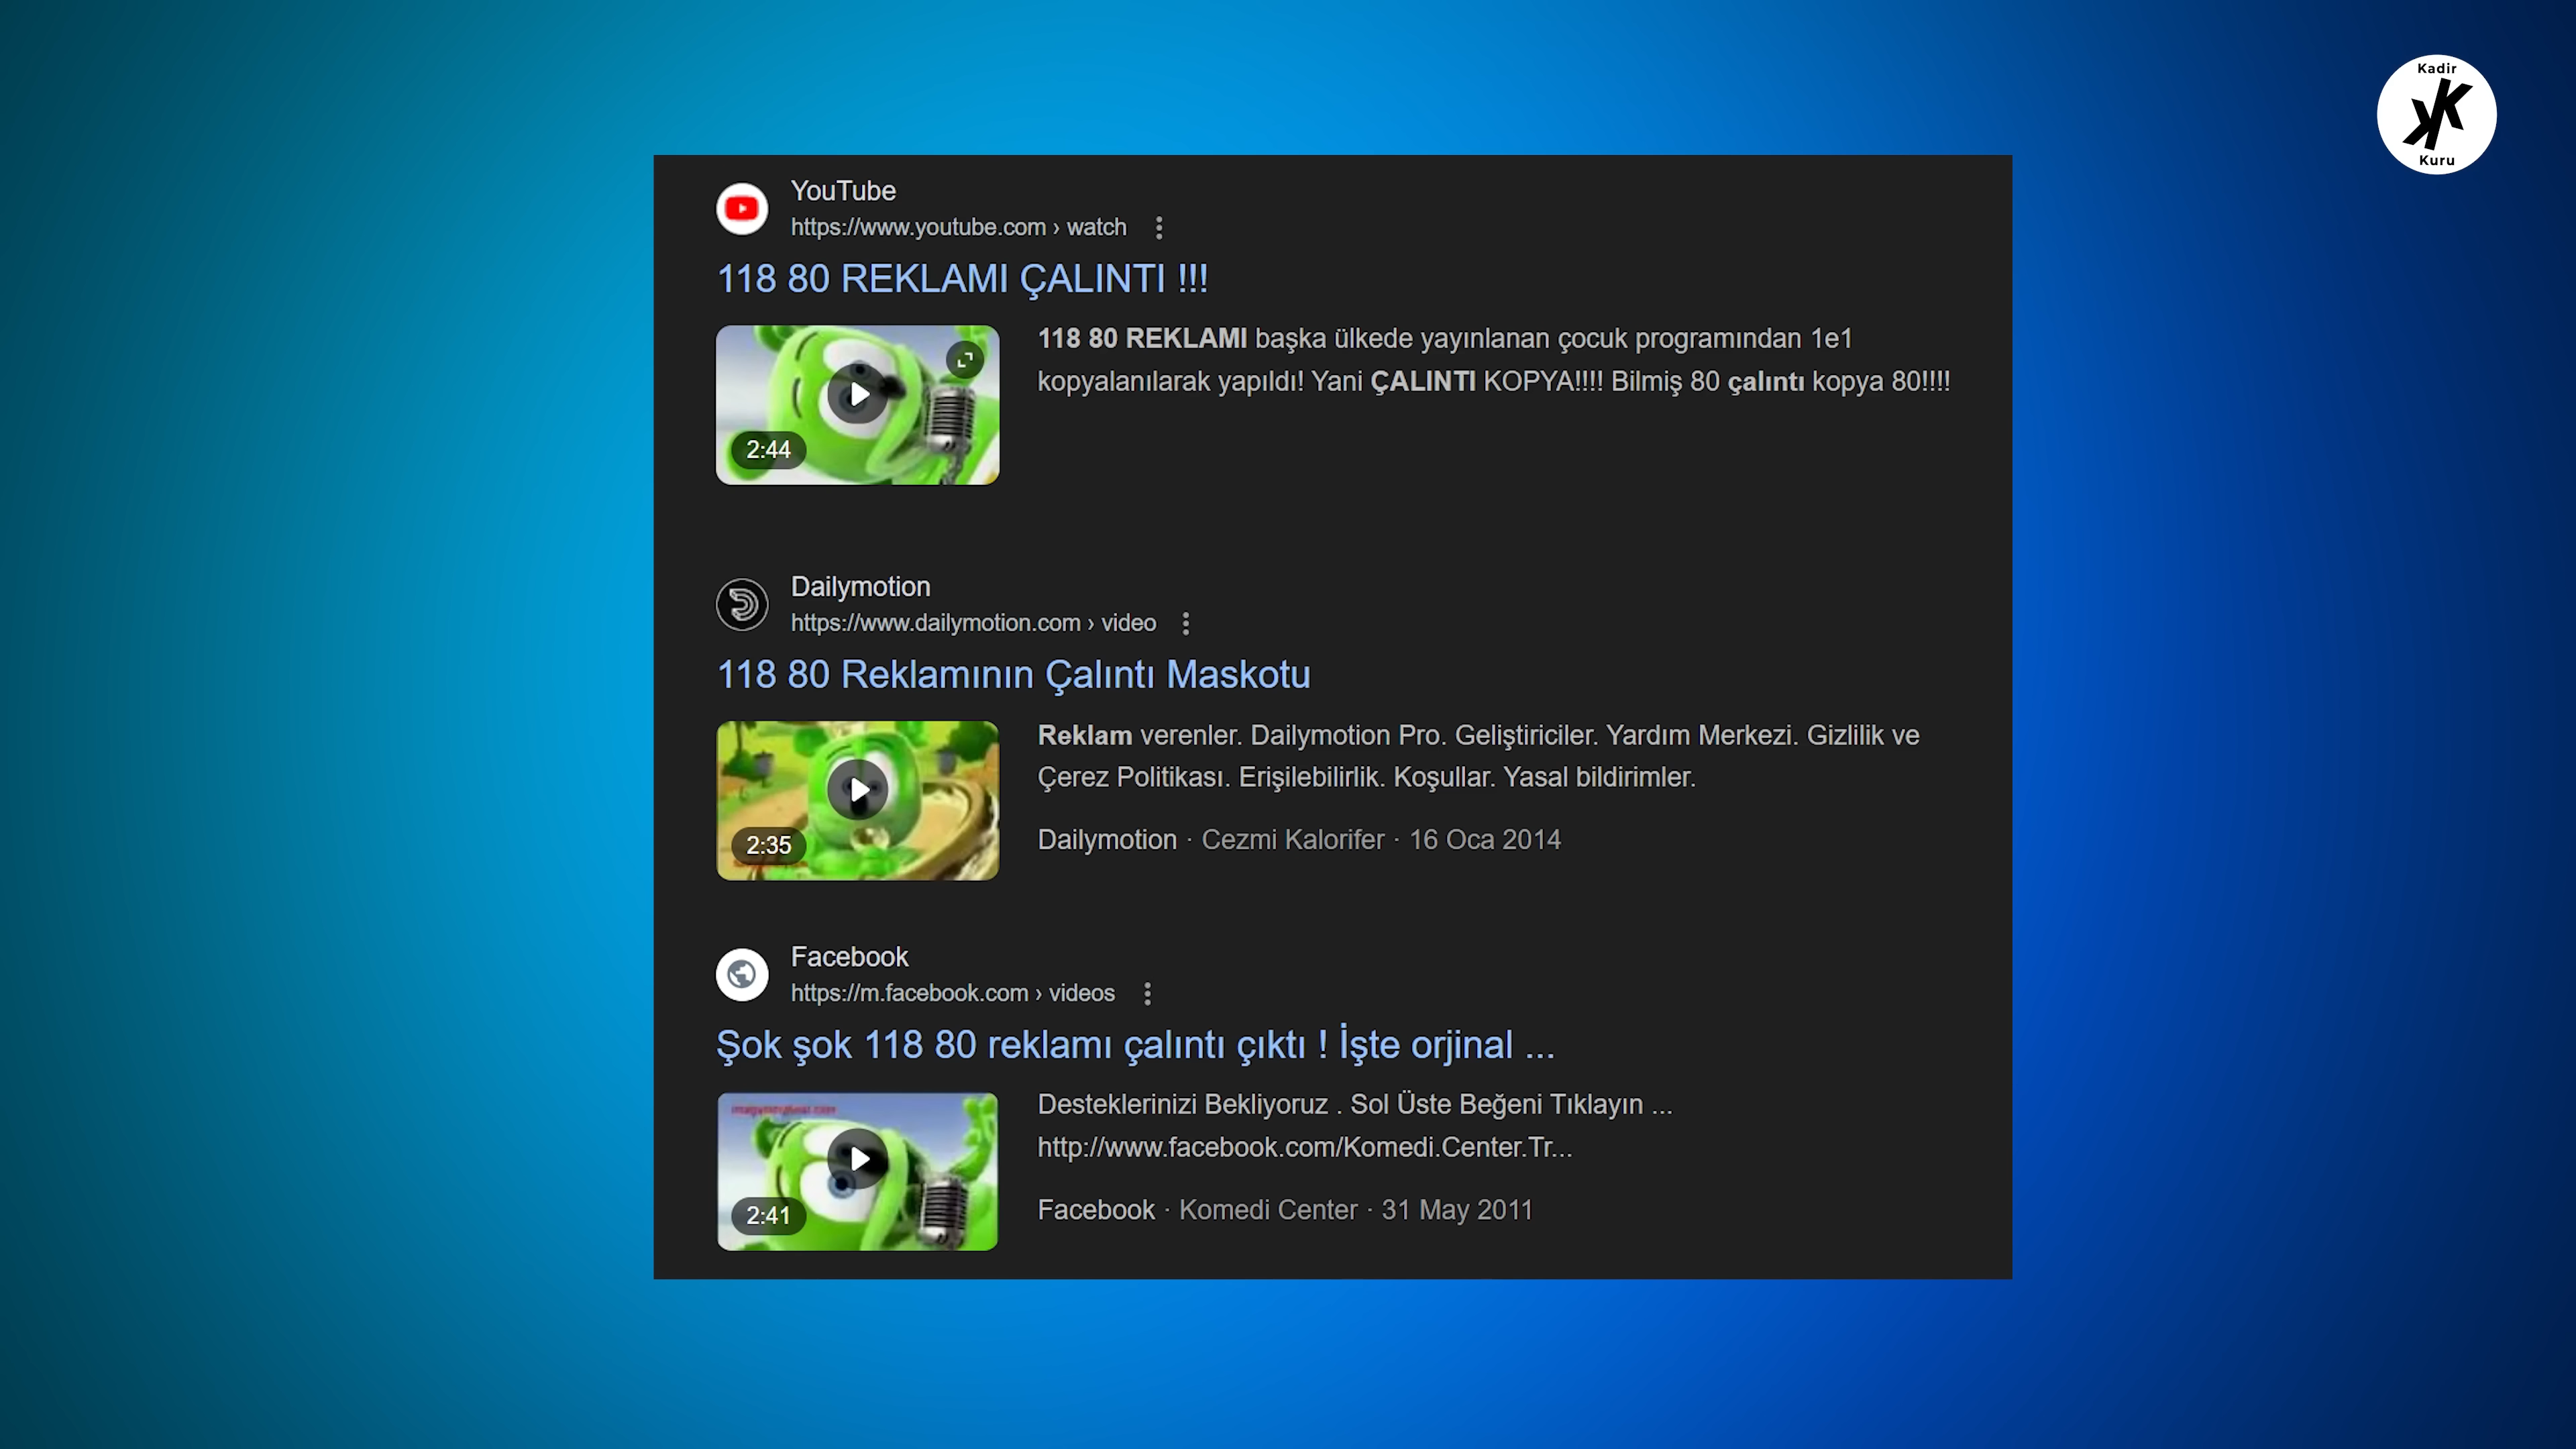 Kadir
Kuru
YouTube
https://www.youtube.com › watch
118 80 REKLAMI ÇALINTI !!!
118 80 REKLAMI başka ülkede yayınlanan çocuk programından 1e1
kopyalanılarak yapıldı! Yani ÇALINTI KOPYA!!!! Bilmiş 80 çalıntı kopya 80!!!!
2:44
Dailymotion
https://www.dailymotion.com › video
118 80 Reklamının Çalıntı Maskotu
Reklam verenler. Dailymotion Pro. Geliştiriciler. Yardım Merkezi. Gizlilik ve
Çerez Politikası. Erişilebilirlik. Koşullar. Yasal bildirimler.
2:35
Dailymotion · Cezmi Kalorifer · 16 Oca 2014
Facebook
https://m.facebook.com › videos
Şok şok 118 80 reklamı çalıntı çıktı ! İşte orjinal ...
Desteklerinizi Bekliyoruz . Sol Üste Beğeni Tıklayın ...
http://www.facebook.com/Komedi.Center.Tr...
2:41
Facebook · Komedi Center · 31 May 2011